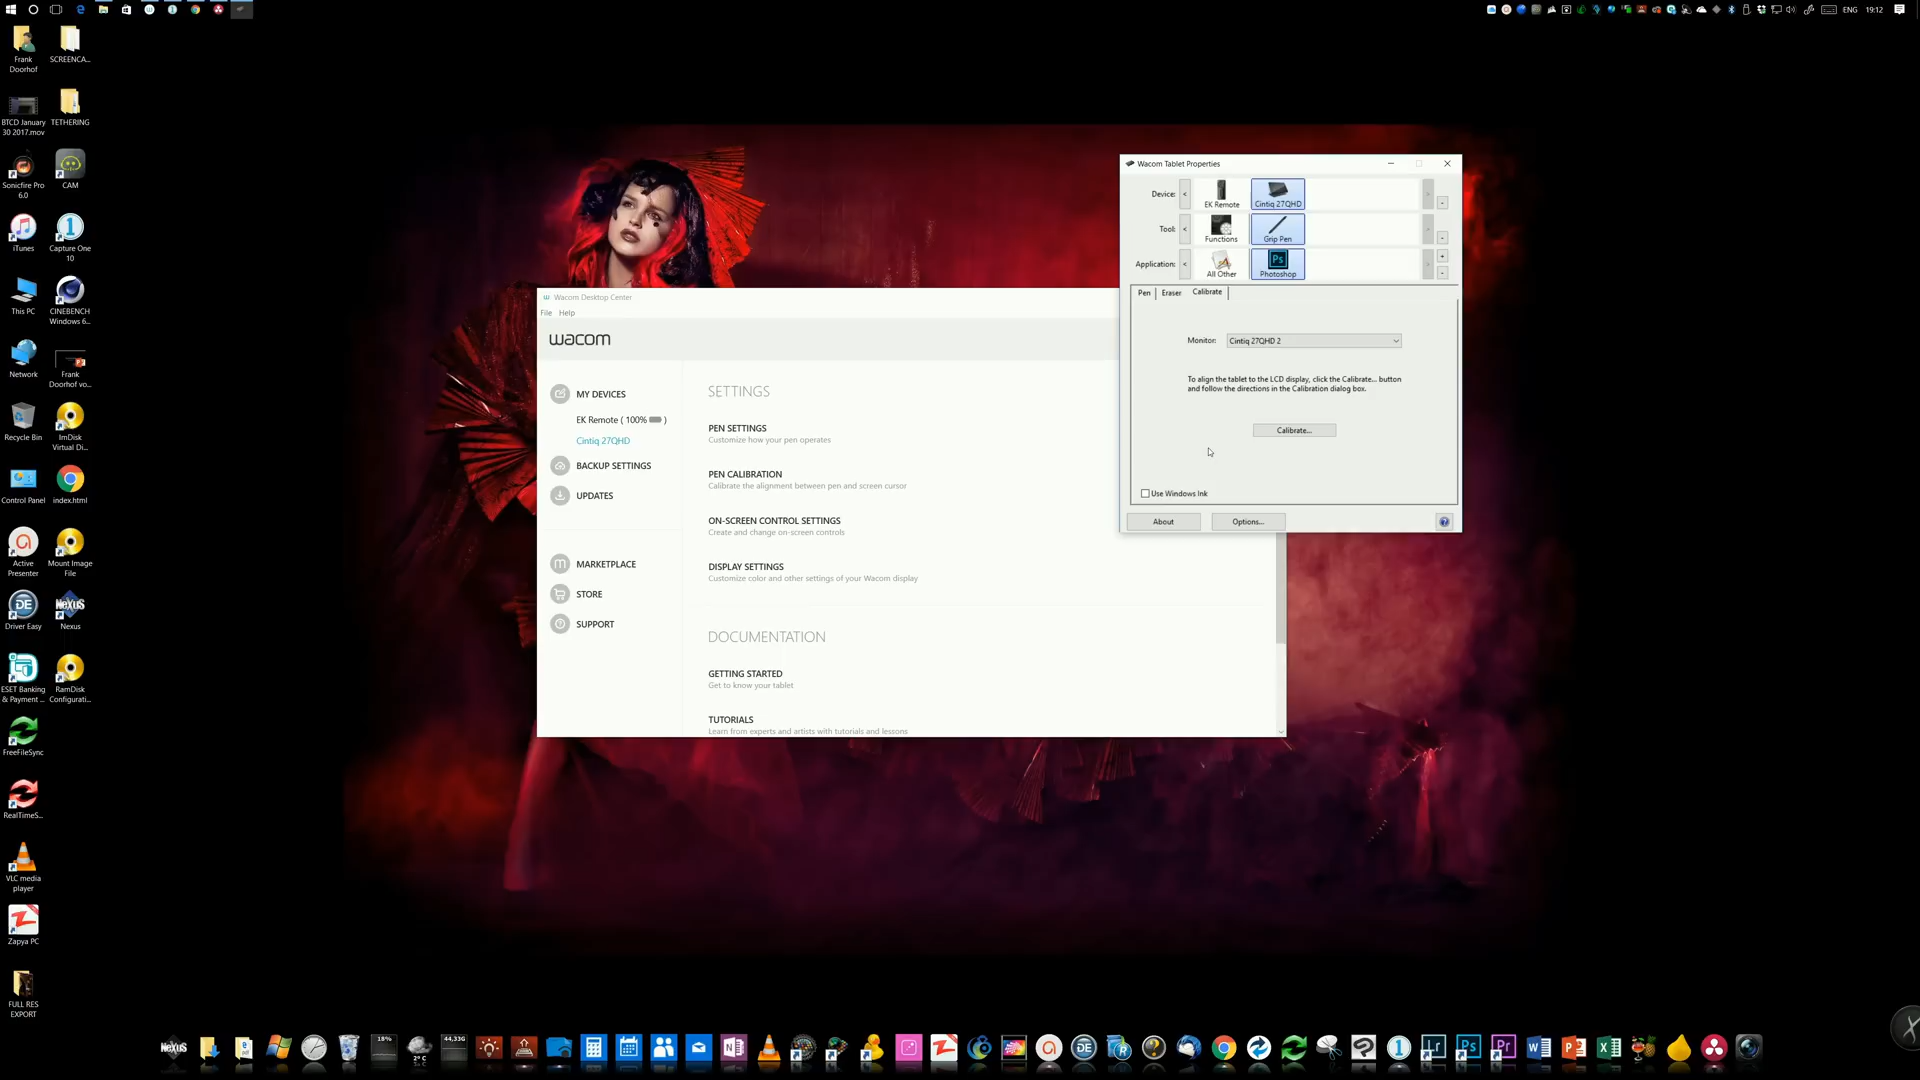 ENG
19:12
Frank
Doorhof
SCREENCA...
BTCD January
30 2017.mov
TETHERING
Sonicfire Pro
6.0
CAM
iTunes
Capture One
10
This PC
CINEBENCH
Windows 6...
Network
Frank
Doorhof vo...
Recycle Bin
ImDisk
Virtual Di...
Control Panel
index.html
Active
Presenter
Mount Image
File
Driver Easy
Nexus
ESET Banking
& Payment ...
RamDisk
Configurati...
FreeFileSync
RealTimeS...
VLC media
player
Zapya PC
FULL RES
EXPORT
Wacom Desktop Center
File Help
wacom
MY DEVICES
EK Remote ( 100% )
Cintiq 27QHD
BACKUP SETTINGS
UPDATES
MARKETPLACE
STORE
SUPPORT
SETTINGS
PEN SETTINGS
Customize how your pen operates
PEN CALIBRATION
Calibrate the alignment between pen and screen cursor
ON-SCREEN CONTROL SETTINGS
Create and change on-screen controls
DISPLAY SETTINGS
Customize color and other settings of your Wacom display
DOCUMENTATION
GETTING STARTED
Get to know your tablet
TUTORIALS
Learn from experts and artists with tutorials and lessons
Wacom Tablet Properties
Device: < EK Remote Cintiq 27QHD >
Tool: < Functions Grip Pen >
Application: < All Other Photoshop >
Pen Eraser Calibrate
Monitor: Cintiq 27QHD 2
To align the tablet to the LCD display, click the Calibrate... button
and follow the directions in the Calibration dialog box.
Calibrate...
Use Windows Ink
About Options...
NEXUS
18%
2° C
44,33G